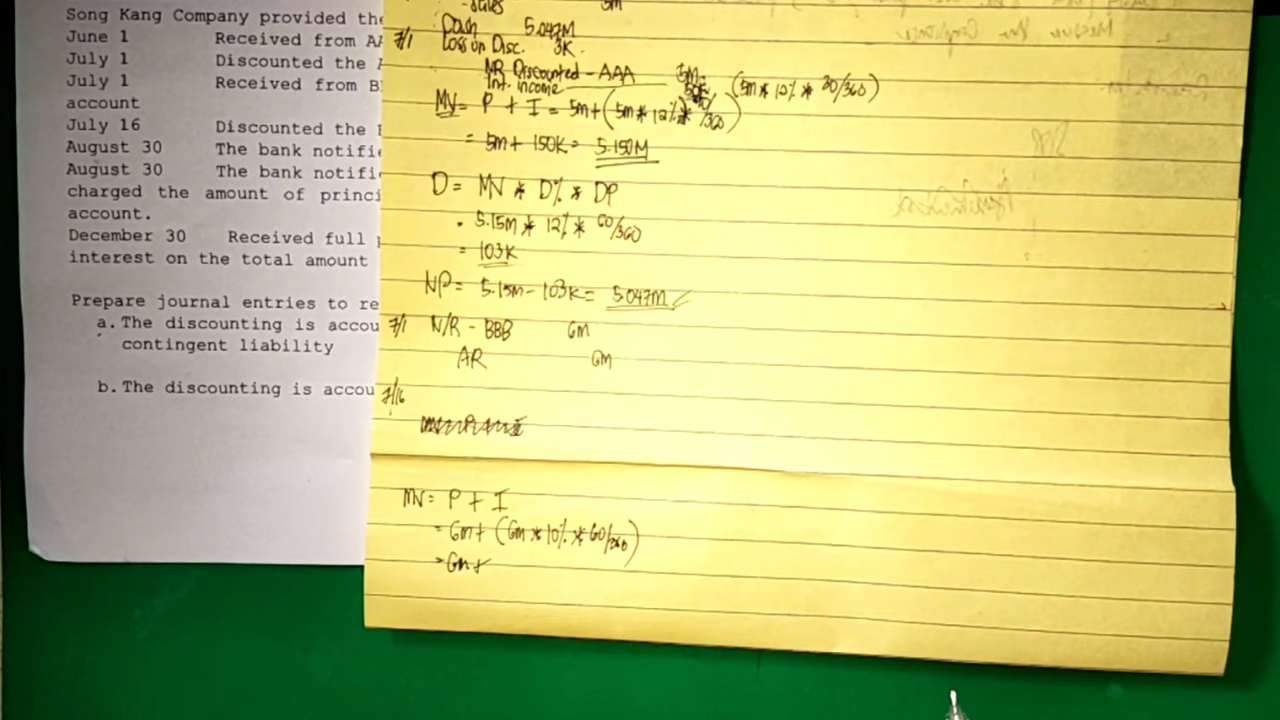 Song Kang Company provided the
June 1 Received from AA
July 1 Discounted the
July 1 Received from B
account
July 16 Discounted the
August 30 The bank notifi
August 30 The bank notifi
charged the amount of princi
account.
December 30 Received full
interest on the total amount
Prepare journal entries to re
a. The discounting is accou
contingent liability
b. The discounting is accou
Sales 5m
7/1 Cash 5.047M
Loss on Disc. 3K
NR Discounted - AAA 5M
Int. income 50K (5m * 12% * 30/360)
MV = P + I = 5m + (5m * 12% * 90/360)
= 5m + 150K = 5.150M
D = MV * D% * DP
= 5.15m * 12% * 60/360
= 103K
NP = 5.15m - 103K = 5.047M
7/1 N/R - BBB 6m
AR 6m
7/16
MV = P + I
= 6m + (6m * 10% * 60/360)
= 6m +